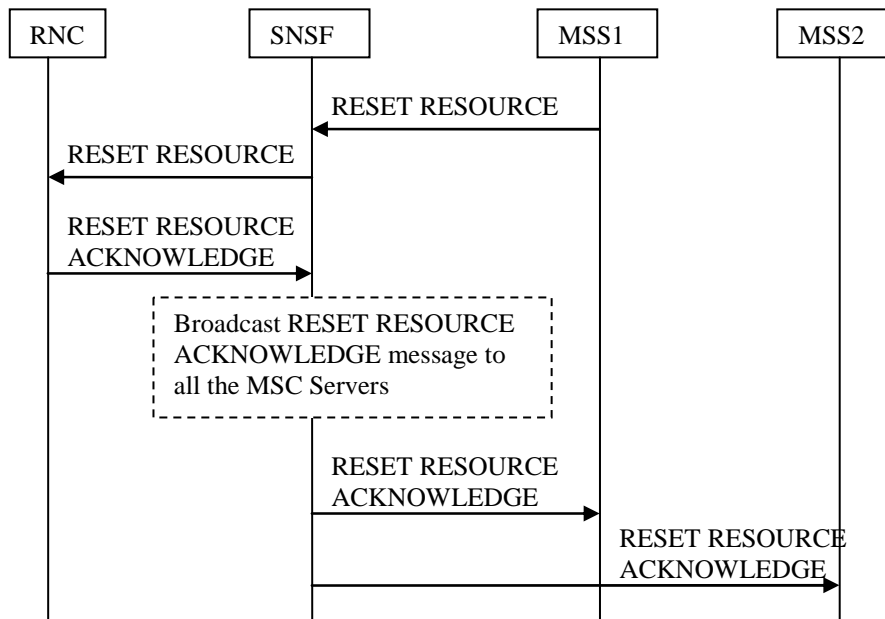 RNC
SNSF
MSS1
MSS2
RESET RESOURCE
RESET RESOURCE
RESET RESOURCE
ACKNOWLEDGE
Broadcast RESET RESOURCE
ACKNOWLEDGE message to
all the MSC Servers
RESET RESOURCE
ACKNOWLEDGE
RESET RESOURCE
ACKNOWLEDGE